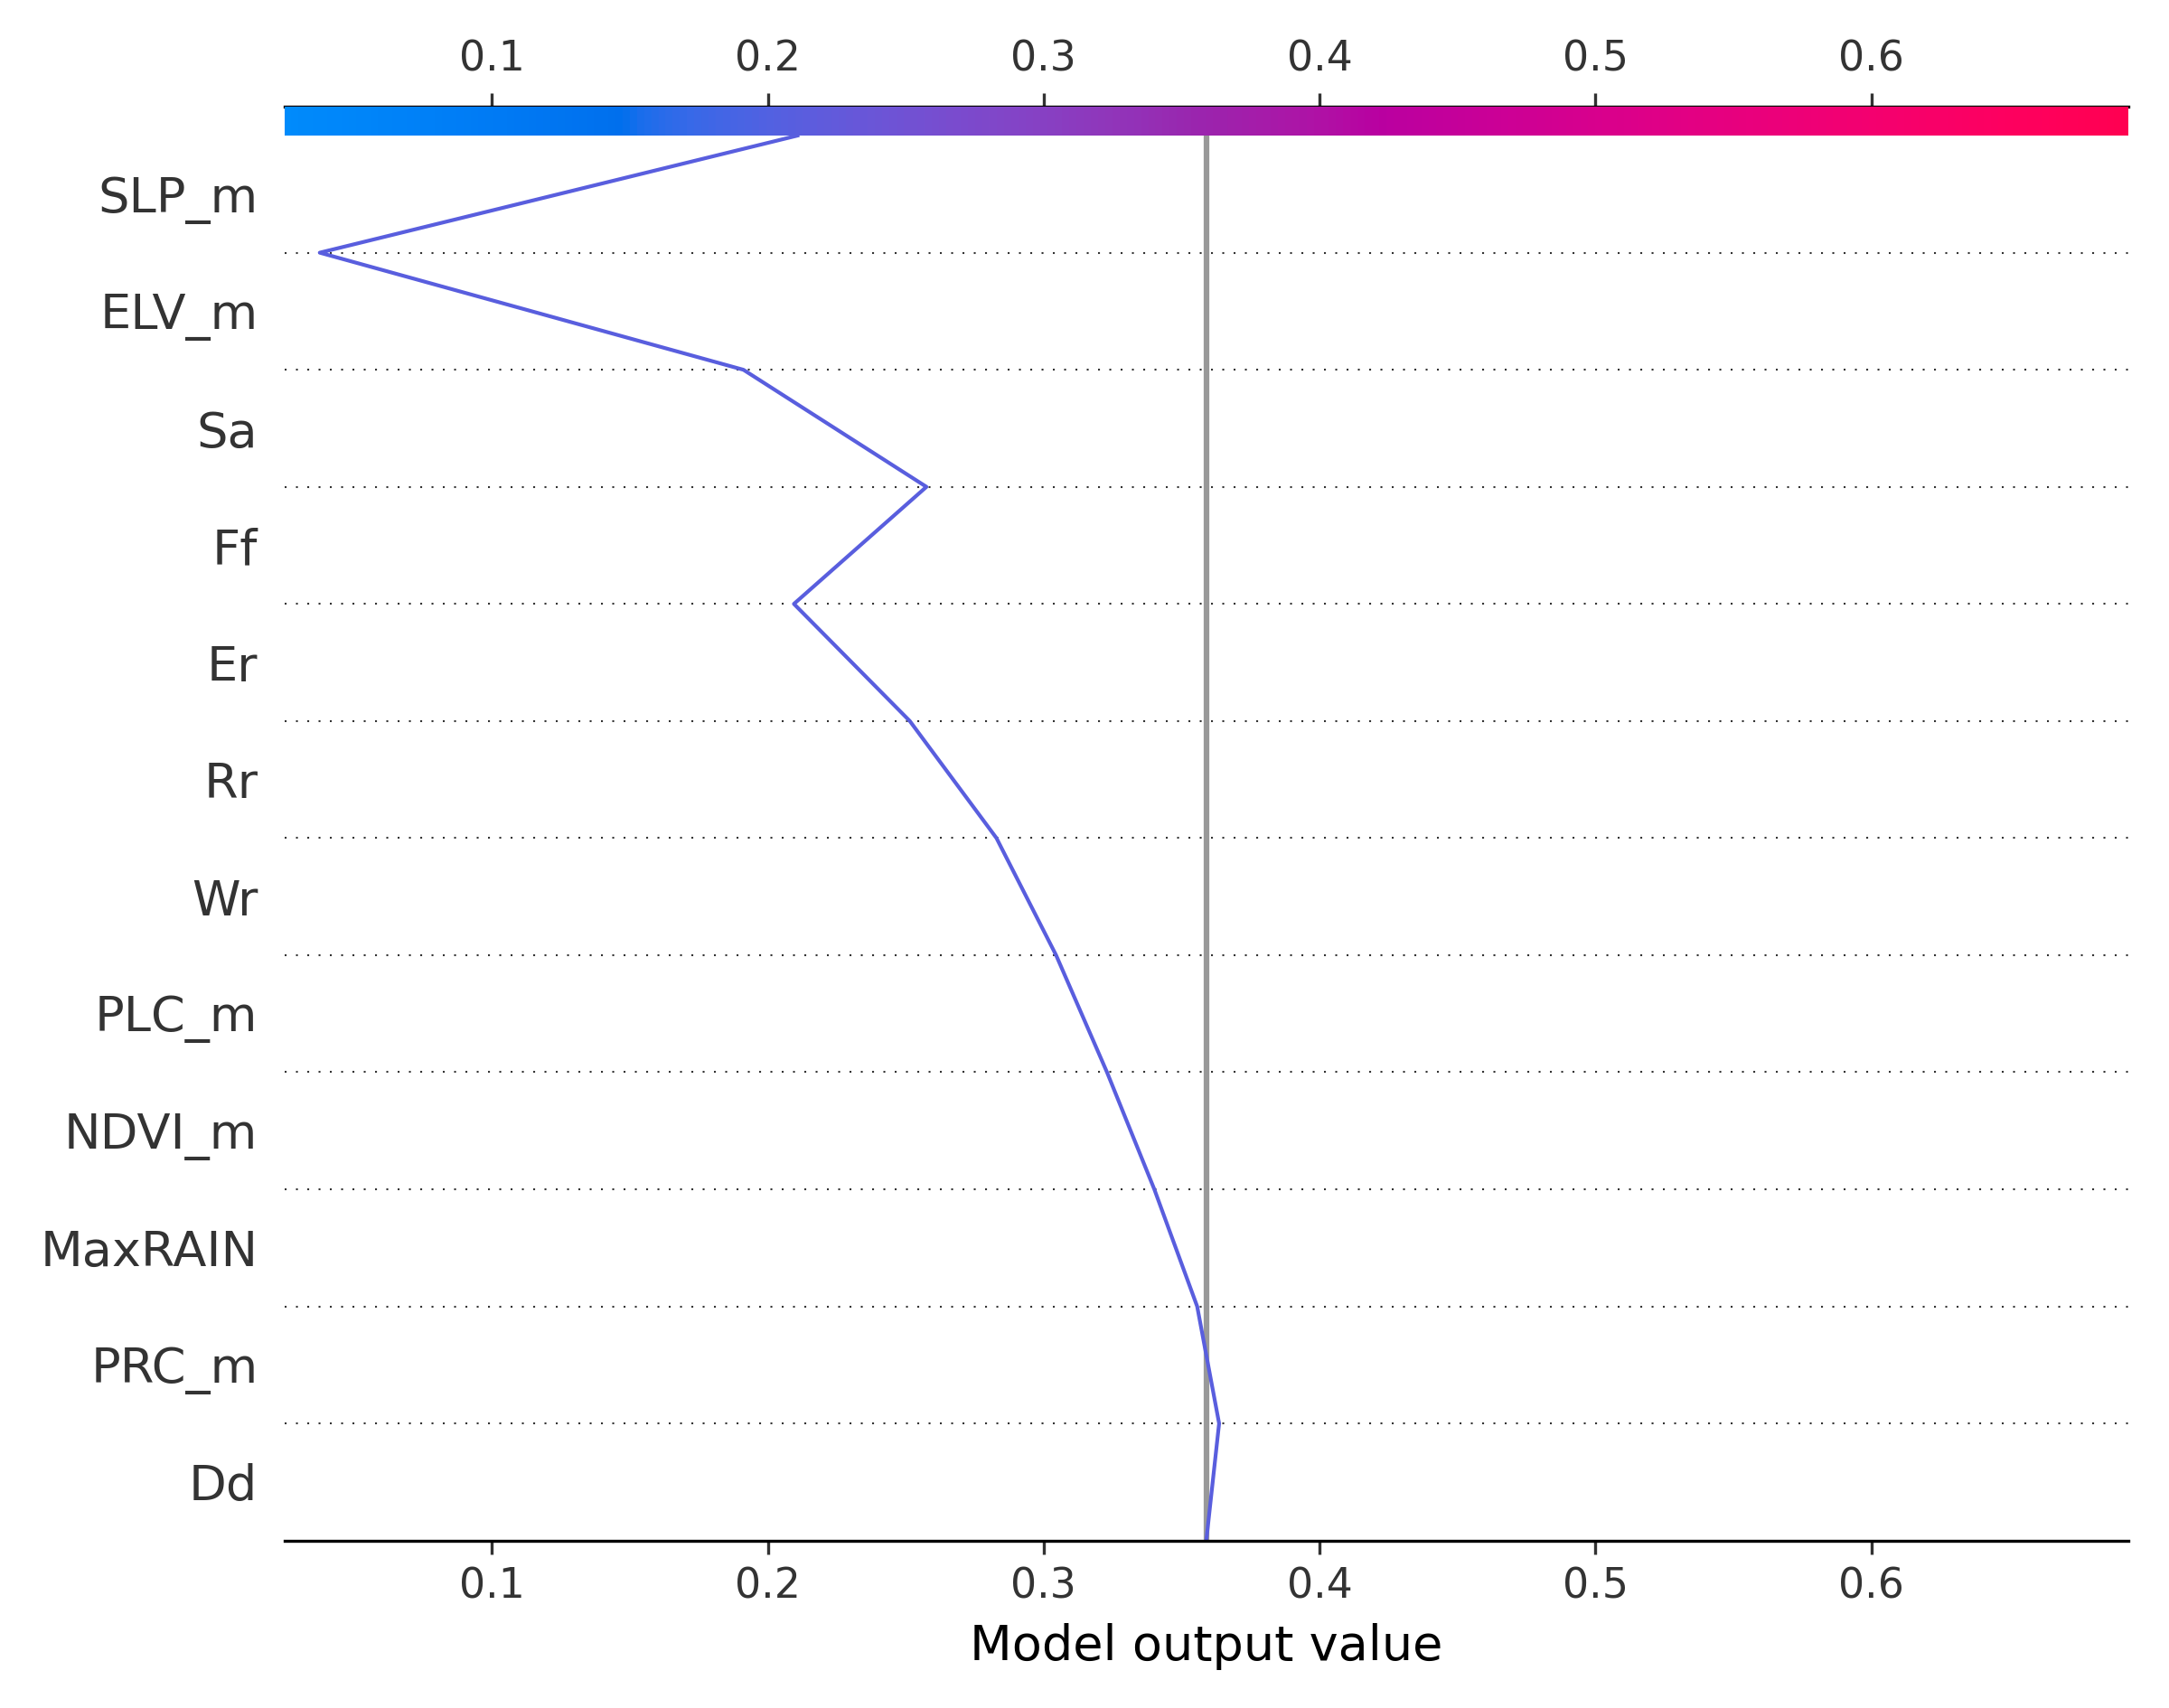 0.1 0.2 0.3 0.4 0.5 0.6
SLP_m
ELV_m
Sa
Ff
Er
Rr
Wr
PLC_m
NDVI_m
MaxRAIN
PRC_m
Dd
0.1 0.2 0.3 0.4 0.5 0.6
Model output value